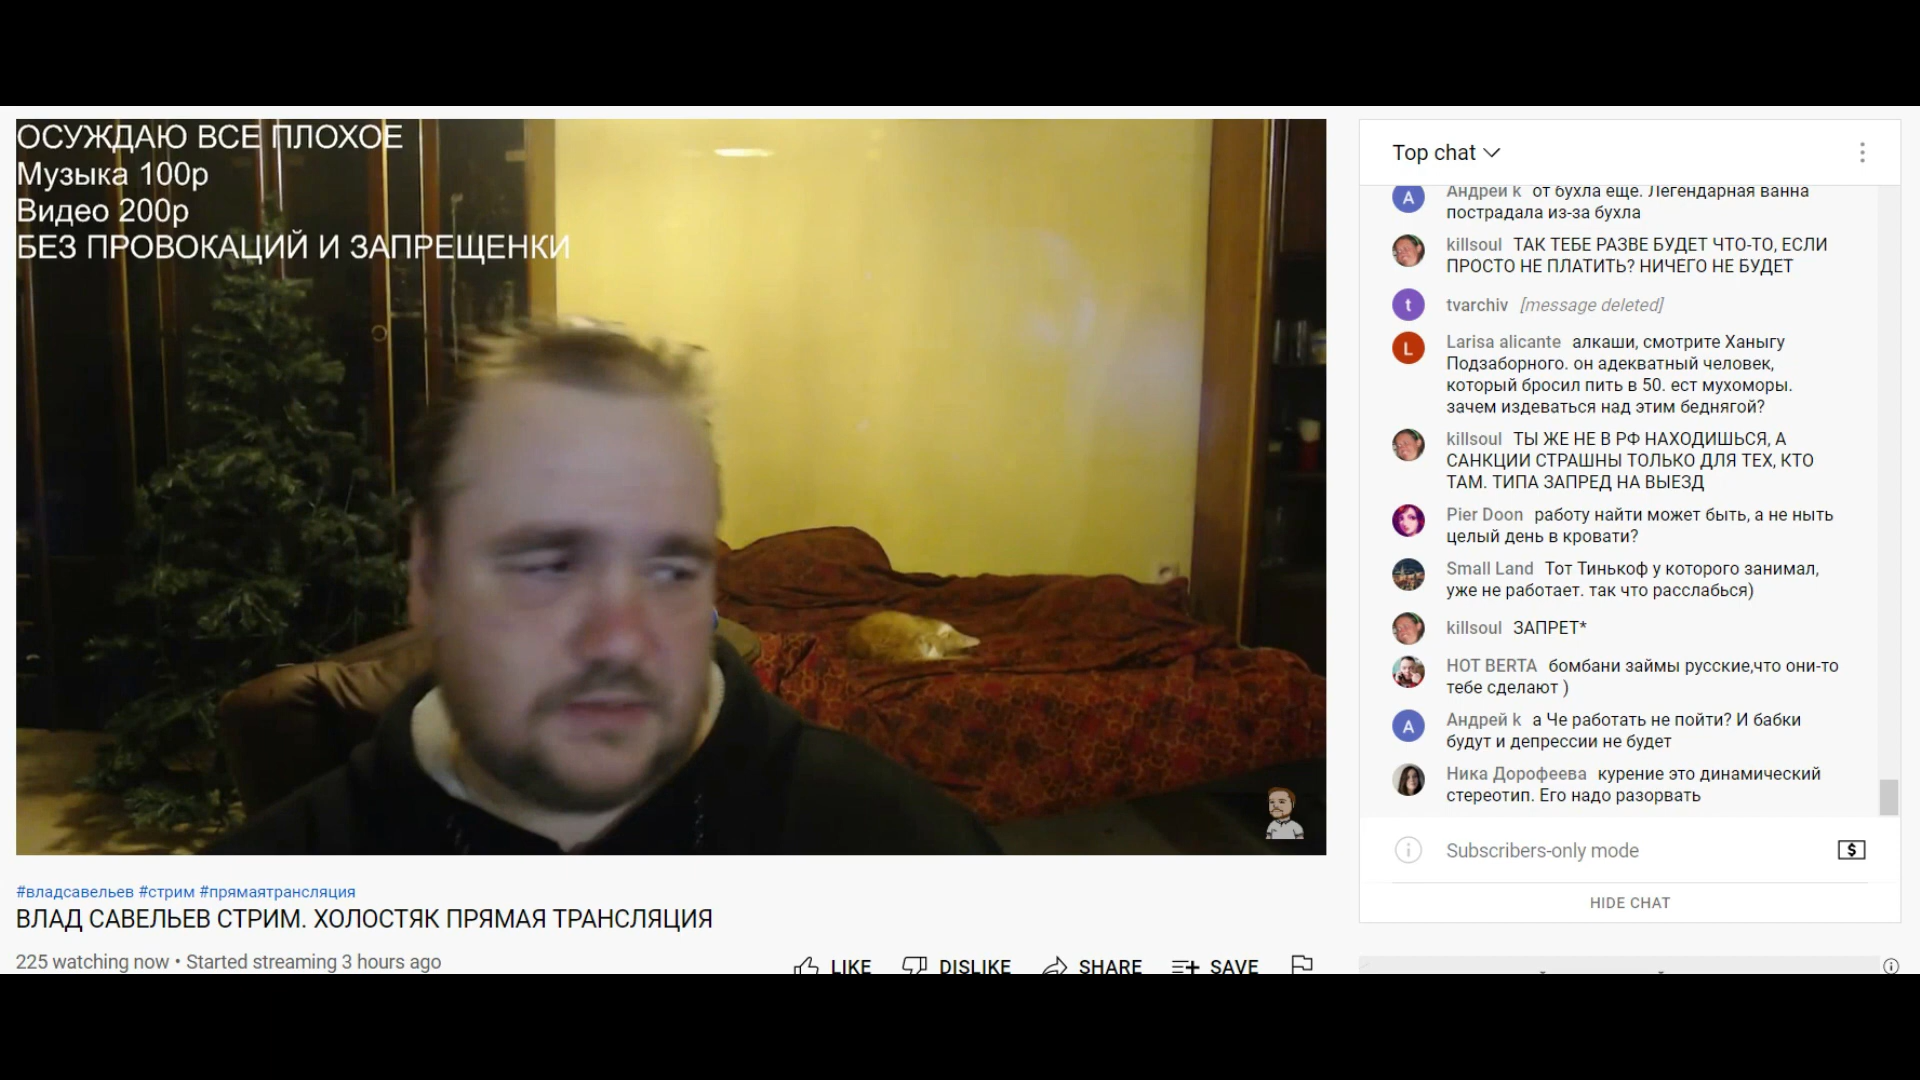 ОСУЖДАЮ ВСЕ ПЛОХОЕ
Музыка 100р
Видео 200р
БЕЗ ПРОВОКАЦИЙ И ЗАПРЕЩЕНКИ
#владсавельев #стрим #прямаятрансляция
ВЛАД САВЕЛЬЕВ СТРИМ. ХОЛОСТЯК ПРЯМАЯ ТРАНСЛЯЦИЯ
225 watching now • Started streaming 3 hours ago
LIKE DISLIKE SHARE SAVE
Top chat
A Андрей k от бухла еще. Легендарная ванна
пострадала из-за бухла
killsoul ТАК ТЕБЕ РАЗВЕ БУДЕТ ЧТО-ТО, ЕСЛИ
ПРОСТО НЕ ПЛАТИТЬ? НИЧЕГО НЕ БУДЕТ
t tvarchiv [message deleted]
L Larisa alicante алкаши, смотрите Ханыгу
Подзаборного. он адекватный человек,
который бросил пить в 50. ест мухоморы.
зачем издеваться над этим беднягой?
killsoul ТЫ ЖЕ НЕ В РФ НАХОДИШЬСЯ, А
САНКЦИИ СТРАШНЫ ТОЛЬКО ДЛЯ ТЕХ, КТО
ТАМ. ТИПА ЗАПРЕД НА ВЫЕЗД
Pier Doon работу найти может быть, а не ныть
целый день в кровати?
Small Land Тот Тинькоф у которого занимал,
уже не работает. так что расслабься)
killsoul ЗАПРЕТ*
HOT BERTA бомбани займы русские,что они-то
тебе сделают )
A Андрей k а Че работать не пойти? И бабки
будут и депрессии не будет
Ника Дорофеева курение это динамический
стереотип. Его надо разорвать
Subscribers-only mode
HIDE CHAT